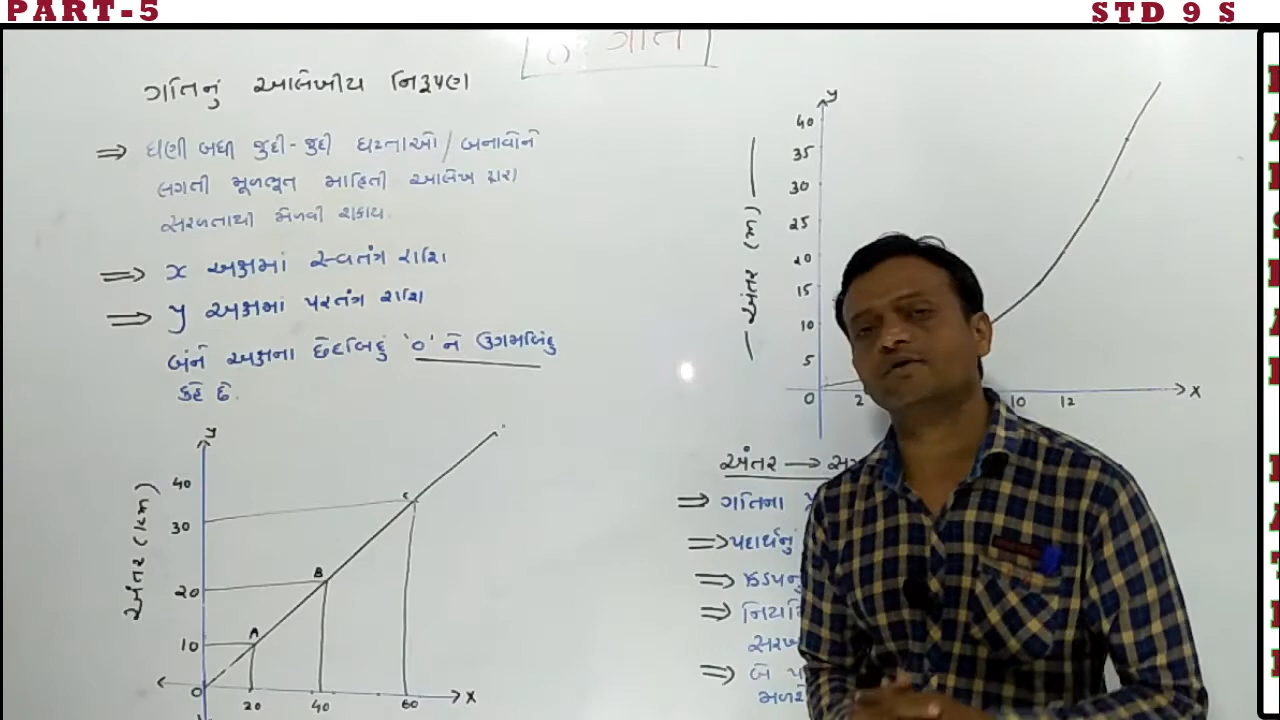 PART-5
STD 9 S
ગતિનું આલેખીય નિરૂપણ
⇒ ઘણી બધી જુદી-જુદી ઘટનાઓ/બનાવોને
લગતી મૂળભૂત માહિતી આલેખ દ્વારા
સરળતાથી મેળવી શકાય.
⇒ x અક્ષમાં સ્વતંત્ર રાશિ
⇒ y અક્ષમાં પરતંત્ર રાશિ
બંને અક્ષના છેદબિંદુ '૦' ને ઉગમબિંદુ
કહે છે.
y
40
30
20
10
0
અંતર (km)
A
B
C
20 40 60
X
ગતિ
y
40
35
30
25
20
15
10
5
0
અંતર (m)
2 10 12
X
અંતર →
⇒ ગતિના
⇒ પદાર્થનું
⇒ ઝડપનું
⇒
⇒ બે